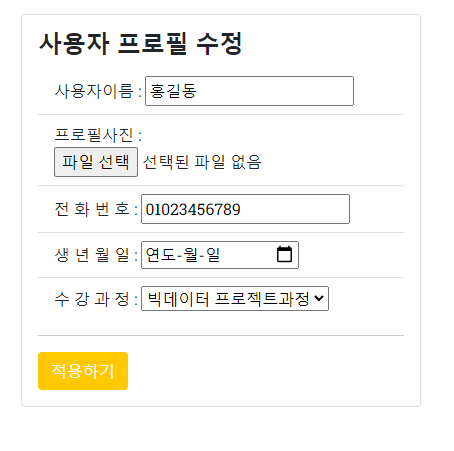 사용자 프로필 수정
사용자이름 : 홍길동
프로필사진 :
파일 선택 선택된 파일 없음
전 화 번 호 : 01023456789
생 년 월 일 : 연도-월-일
수 강 과 정 : 빅데이터 프로젝트과정
적용하기